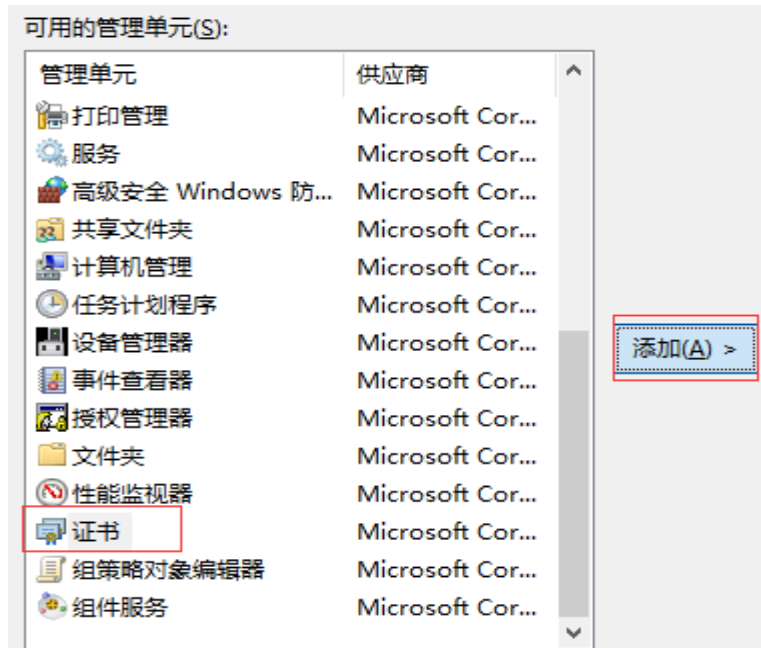 可用的管理单元(S):
管理单元 供应商
打印管理 Microsoft Cor...
服务 Microsoft Cor...
高级安全 Windows 防... Microsoft Cor...
共享文件夹 Microsoft Cor...
计算机管理 Microsoft Cor...
任务计划程序 Microsoft Cor...
设备管理器 Microsoft Cor...
事件查看器 Microsoft Cor...
授权管理器 Microsoft Cor...
文件夹 Microsoft Cor...
性能监视器 Microsoft Cor...
证书 Microsoft Cor...
组策略对象编辑器 Microsoft Cor...
组件服务 Microsoft Cor...
添加(A) >